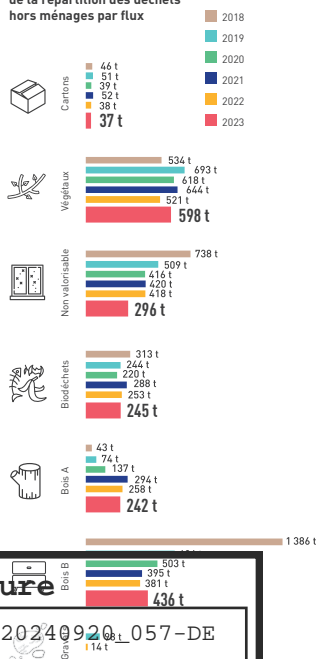 de la répartition des déchets
hors ménages par flux
2018
2019
2020
2021
2022
2023
Cartons
46 t
51 t
39 t
52 t
38 t
37 t
Végétaux
534 t
693 t
618 t
644 t
521 t
598 t
Non valorisable
738 t
509 t
416 t
420 t
418 t
296 t
Biodéchets
313 t
244 t
220 t
288 t
253 t
245 t
Bois A
43 t
74 t
137 t
294 t
258 t
242 t
Bois B
1 386 t
503 t
395 t
381 t
436 t
ure
20240920_057-DE
14 t